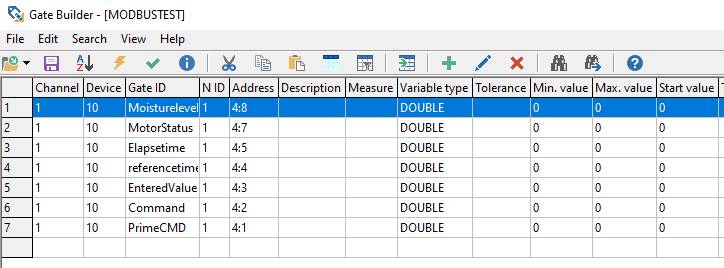 Gate Builder - [MODBUSTEST]
File Edit Search View Help
Channel Device Gate ID N ID Address Description Measure Variable type Tolerance Min. value Max. value Start value
1 1 10 Moisturelevel 1 4:8 DOUBLE 0 0 0
2 1 10 MotorStatus 1 4:7 DOUBLE 0 0 0
3 1 10 Elapsetime 1 4:5 DOUBLE 0 0 0
4 1 10 referencetime 1 4:4 DOUBLE 0 0 0
5 1 10 EnteredValue 1 4:3 DOUBLE 0 0 0
6 1 10 Command 1 4:2 DOUBLE 0 0 0
7 1 10 PrimeCMD 1 4:1 DOUBLE 0 0 0